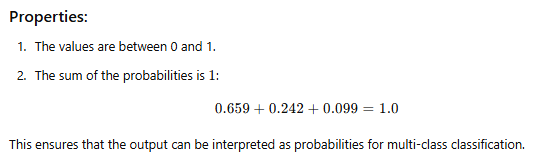 Properties:
1. The values are between 0 and 1.
2. The sum of the probabilities is 1:
0.659 + 0.242 + 0.099 = 1.0
This ensures that the output can be interpreted as probabilities for multi-class classification.